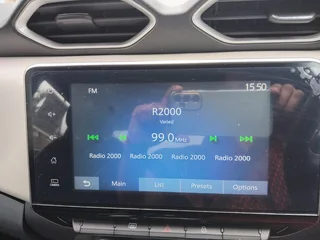 FM 15 50
R2000
Varied
99.0 MHz
Radio 2000 Radio 2000 Radio 2000 Radio 2000
Main List Presets Options